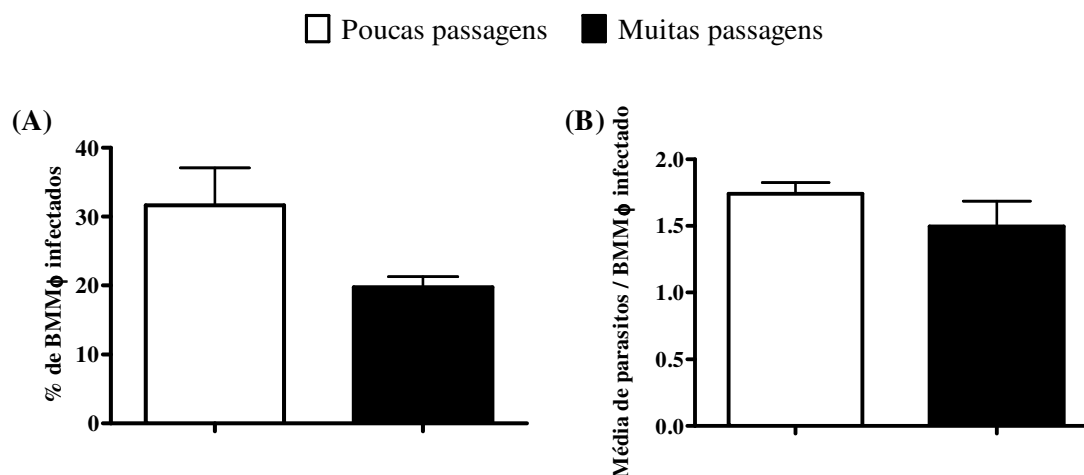 Poucas passagens Muitas passagens
(A)
% de BMMϕ infectados
40
30
20
10
0
(B)
Média de parasitos / BMMϕ infectado
2.0
1.5
1.0
0.5
0.0